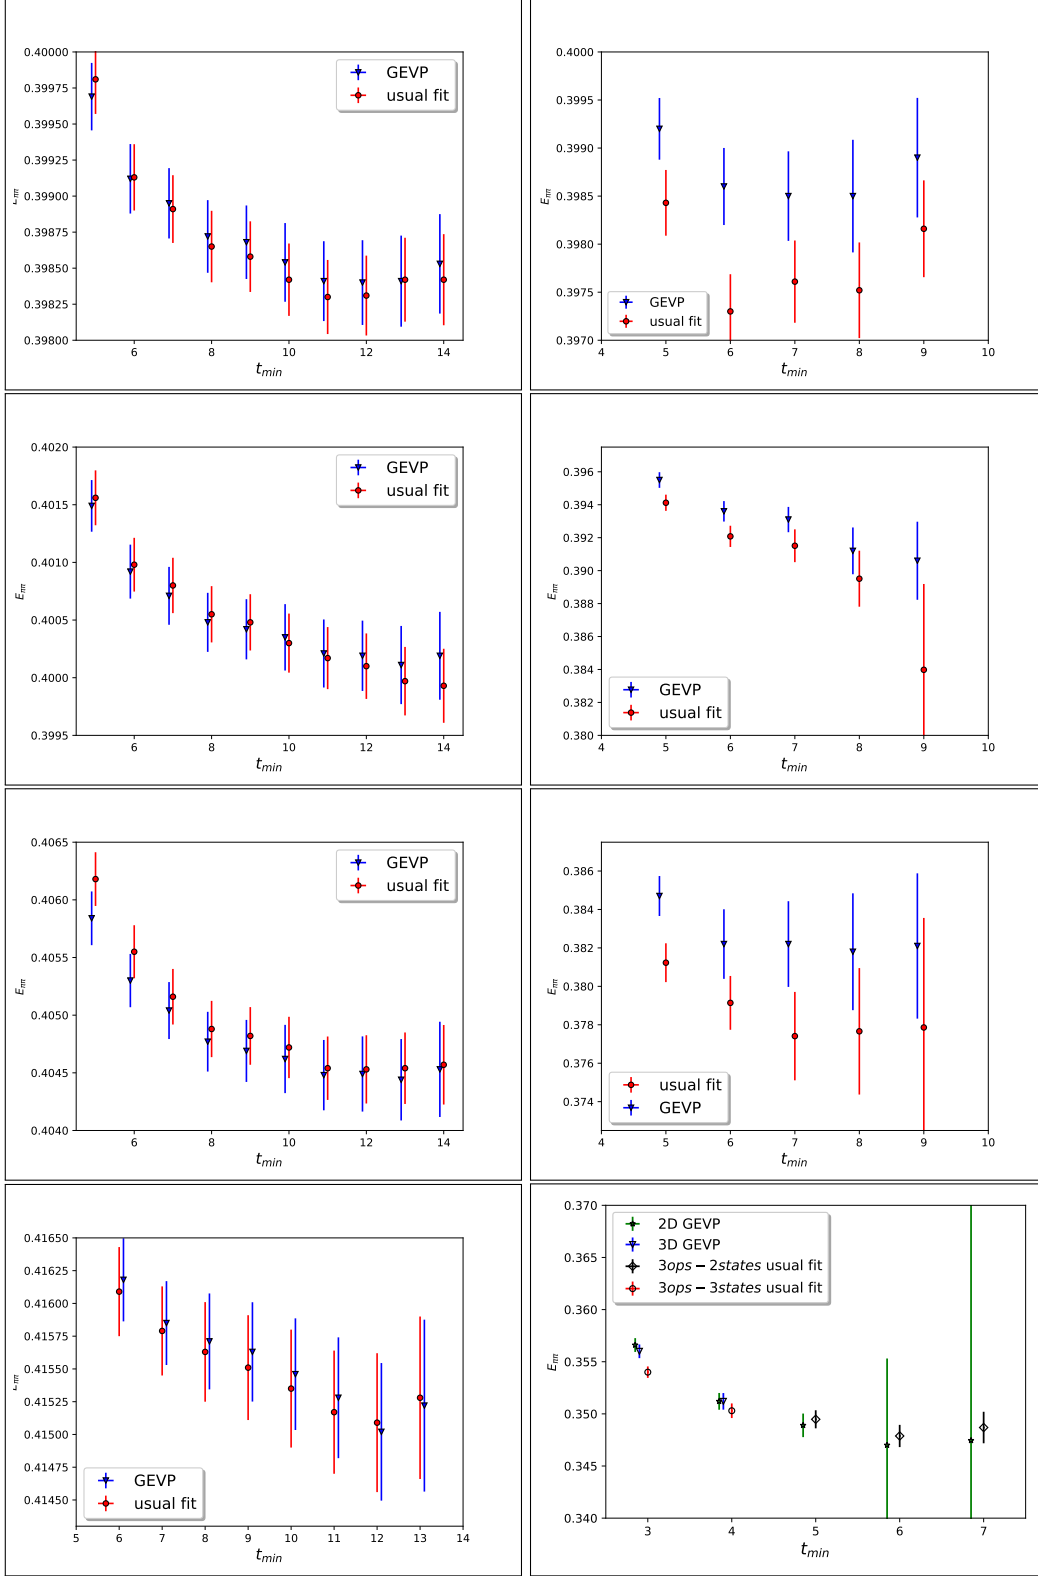 0.40000
0.39975
0.39950
0.39925
0.39900
0.39875
0.39850
0.39825
0.39800
6 8 10 12 14
t_min
GEVP
usual fit
0.4000
0.3995
0.3990
0.3985
0.3980
0.3975
0.3970
E_ππ
4 5 6 7 8 9 10
t_min
GEVP
usual fit
0.4020
0.4015
0.4010
0.4005
0.4000
0.3995
E_ππ
6 8 10 12 14
t_min
GEVP
usual fit
0.396
0.394
0.392
0.390
0.388
0.386
0.384
0.382
0.380
E_ππ
4 5 6 7 8 9 10
t_min
GEVP
usual fit
0.4065
0.4060
0.4055
0.4050
0.4045
0.4040
E_ππ
6 8 10 12 14
t_min
GEVP
usual fit
0.386
0.384
0.382
0.380
0.378
0.376
0.374
E_ππ
4 5 6 7 8 9 10
t_min
usual fit
GEVP
0.41650
0.41625
0.41600
0.41575
0.41550
0.41525
0.41500
0.41475
0.41450
5 6 7 8 9 10 11 12 13 14
t_min
GEVP
usual fit
0.370
0.365
0.360
0.355
0.350
0.345
0.340
E_ππ
3 4 5 6 7
t_min
2D GEVP
3D GEVP
3ops − 2states usual fit
3ops − 3states usual fit